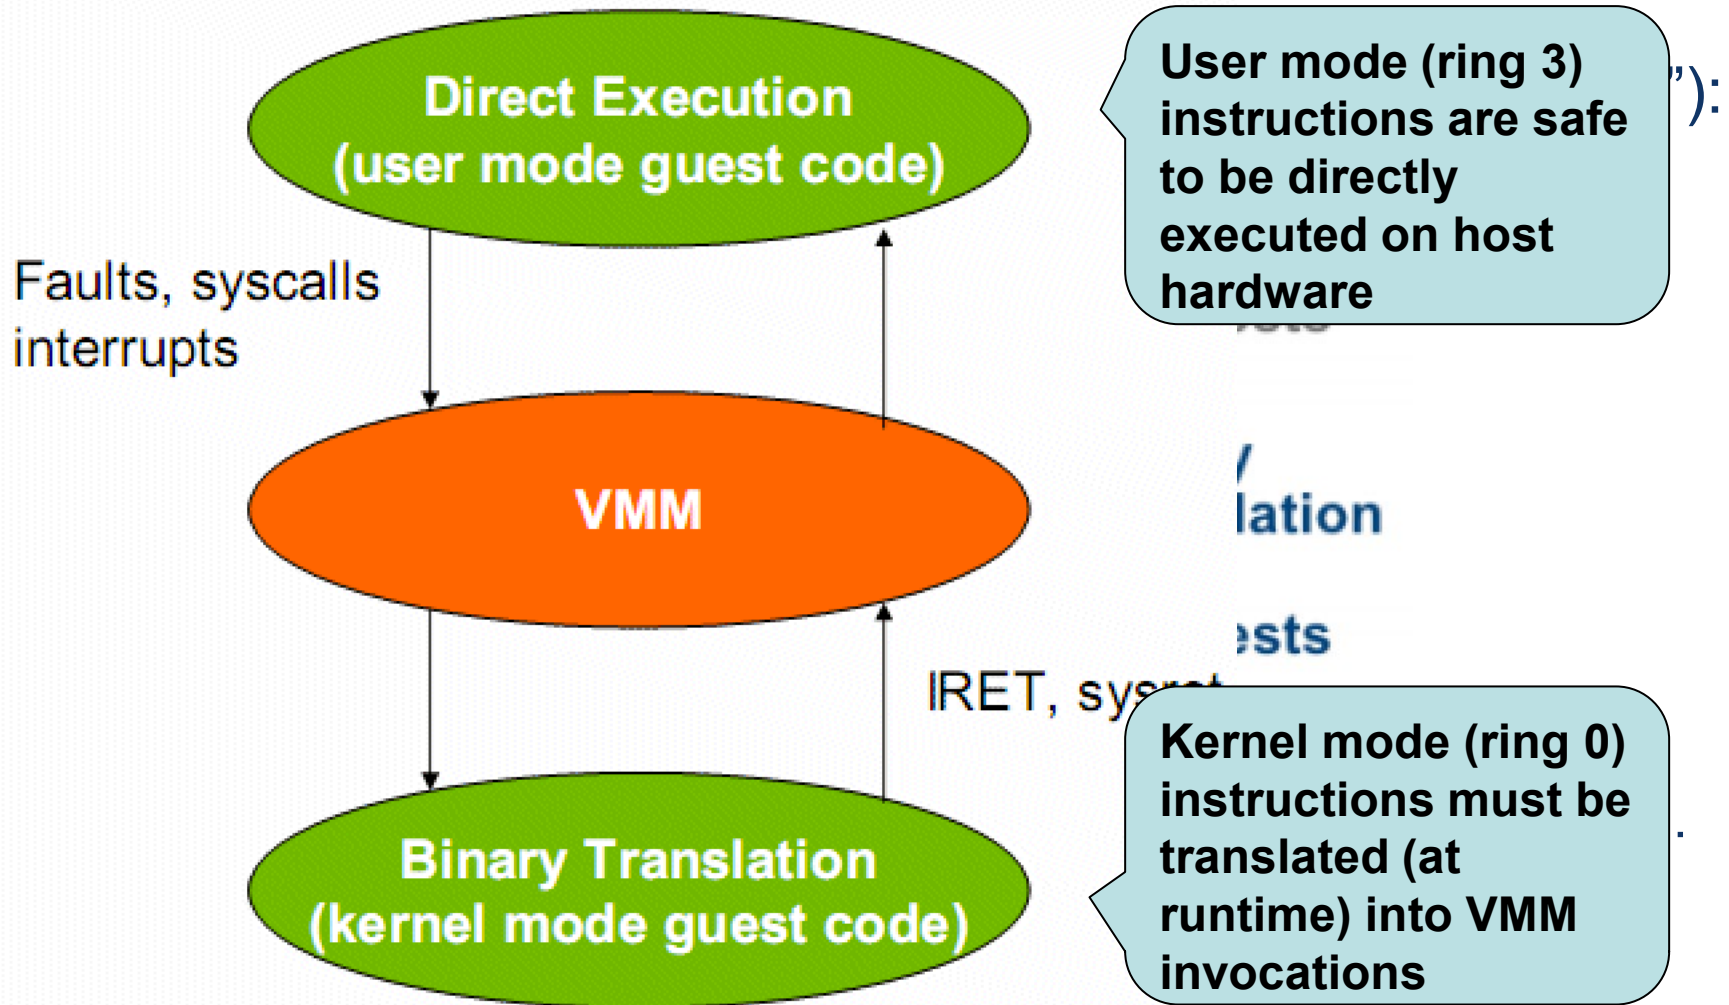 Direct Execution
(user mode guest code)
User mode (ring 3)
instructions are safe
to be directly
executed on host
hardware
”):
Faults, syscalls
interrupts
VMM
lation
ests
IRET,
Kernel mode (ring 0)
instructions must be
translated (at
runtime) into VMM
invocations
.
Binary Translation
(kernel mode guest code)